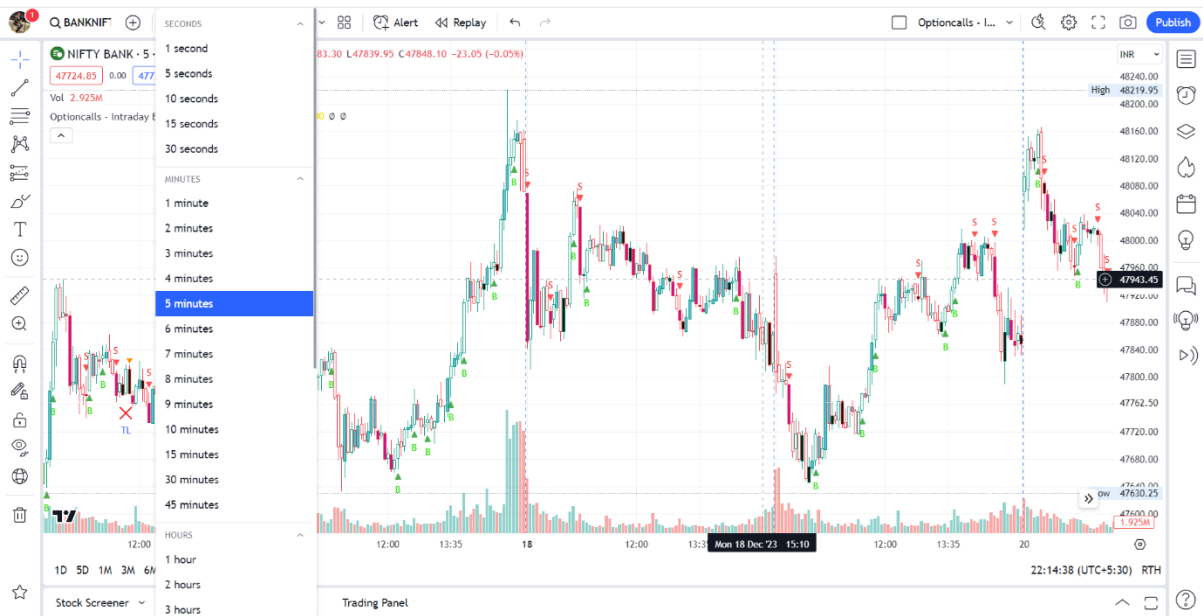 1
BANKNIFT
SECONDS
Alert
Replay
Optioncalls - I...
Publish
1 second
5 seconds
10 seconds
15 seconds
30 seconds
MINUTES
1 minute
2 minutes
3 minutes
4 minutes
5 minutes
6 minutes
7 minutes
8 minutes
9 minutes
10 minutes
15 minutes
30 minutes
45 minutes
HOURS
1 hour
2 hours
3 hours
NIFTY BANK · 5 ·
83.30 L47839.95 C47848.10 −23.05 (−0.05%)
47724.85 0.00 477
Vol 2.925M
Optioncalls - Intraday
Ø Ø
INR
48240.00
High 48219.95
48200.00
48160.00
48120.00
48080.00
48040.00
48000.00
47960.00
47943.45
47920.00
47880.00
47840.00
47800.00
47762.50
47720.00
47680.00
47640.00
ow 47630.25
47600.00
1.925M
S
B
TL
12:00
12:00
13:35
18
12:00
13:3
Mon 18 Dec '23 15:10
12:00
13:35
20
1D 5D 1M 3M 6M
22:14:38 (UTC+5:30) RTH
Stock Screener
Trading Panel